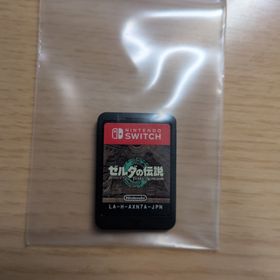 NINTENDO
SWITCH
ゼルダの伝説
Nintendo
LA-H-AXN7A-JPN